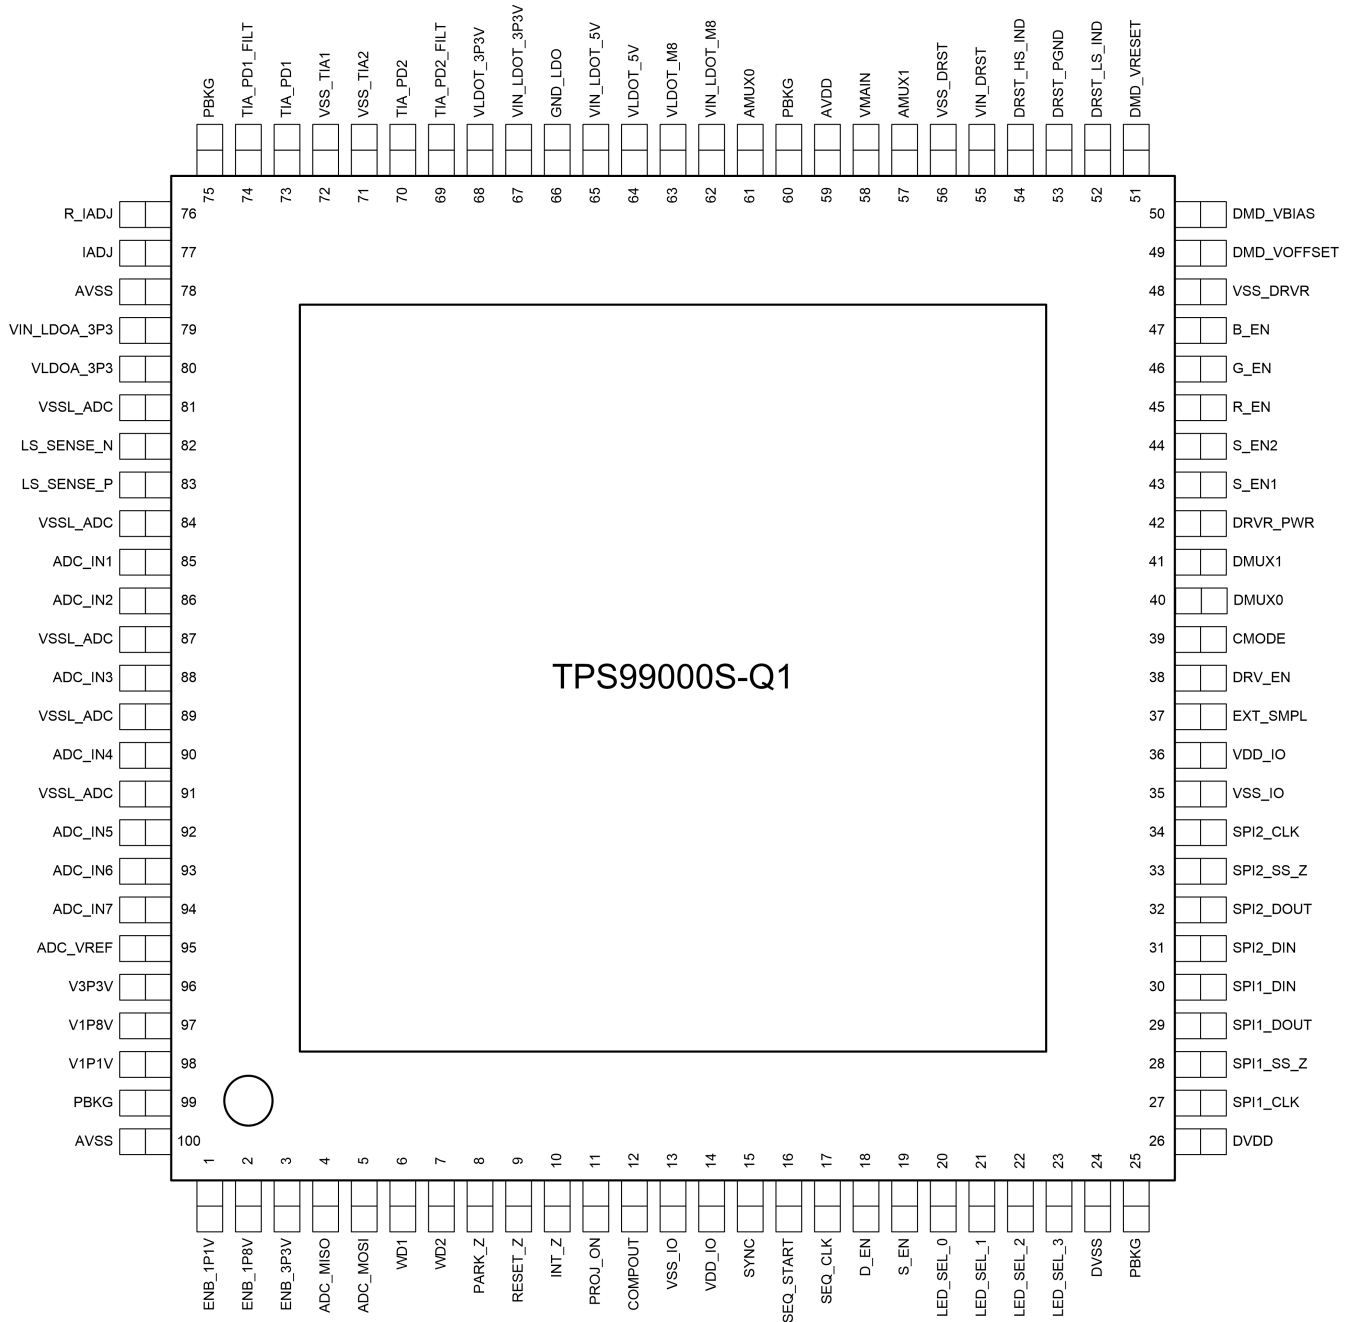 PBKG
TIA_PD1_FILT
TIA_PD1
VSS_TIA1
VSS_TIA2
TIA_PD2
TIA_PD2_FILT
VLDOT_3P3V
VIN_LDOT_3P3V
GND_LDO
VIN_LDOT_5V
VLDOT_5V
VLDOT_M8
VIN_LDOT_M8
AMUX0
PBKG
AVDD
VMAIN
AMUX1
VSS_DRST
VIN_DRST
DRST_HS_IND
DRST_PGND
DRST_LS_IND
DMD_VRESET
75
74
73
72
71
70
69
68
67
66
65
64
63
62
61
60
59
58
57
56
55
54
53
52
51
R_IADJ 76
IADJ 77
AVSS 78
VIN_LDOA_3P3 79
VLDOA_3P3 80
VSSL_ADC 81
LS_SENSE_N 82
LS_SENSE_P 83
VSSL_ADC 84
ADC_IN1 85
ADC_IN2 86
VSSL_ADC 87
ADC_IN3 88
VSSL_ADC 89
ADC_IN4 90
VSSL_ADC 91
ADC_IN5 92
ADC_IN6 93
ADC_IN7 94
ADC_VREF 95
V3P3V 96
V1P8V 97
V1P1V 98
PBKG 99
AVSS 100
TPS99000S-Q1
50 DMD_VBIAS
49 DMD_VOFFSET
48 VSS_DRVR
47 B_EN
46 G_EN
45 R_EN
44 S_EN2
43 S_EN1
42 DRVR_PWR
41 DMUX1
40 DMUX0
39 CMODE
38 DRV_EN
37 EXT_SMPL
36 VDD_IO
35 VSS_IO
34 SPI2_CLK
33 SPI2_SS_Z
32 SPI2_DOUT
31 SPI2_DIN
30 SPI1_DIN
29 SPI1_DOUT
28 SPI1_SS_Z
27 SPI1_CLK
26 DVDD
1
2
3
4
5
6
7
8
9
10
11
12
13
14
15
16
17
18
19
20
21
22
23
24
25
ENB_1P1V
ENB_1P8V
ENB_3P3V
ADC_MISO
ADC_MOSI
WD1
WD2
PARK_Z
RESET_Z
INT_Z
PROJ_ON
COMPOUT
VSS_IO
VDD_IO
SYNC
SEQ_START
SEQ_CLK
D_EN
S_EN
LED_SEL_0
LED_SEL_1
LED_SEL_2
LED_SEL_3
DVSS
PBKG